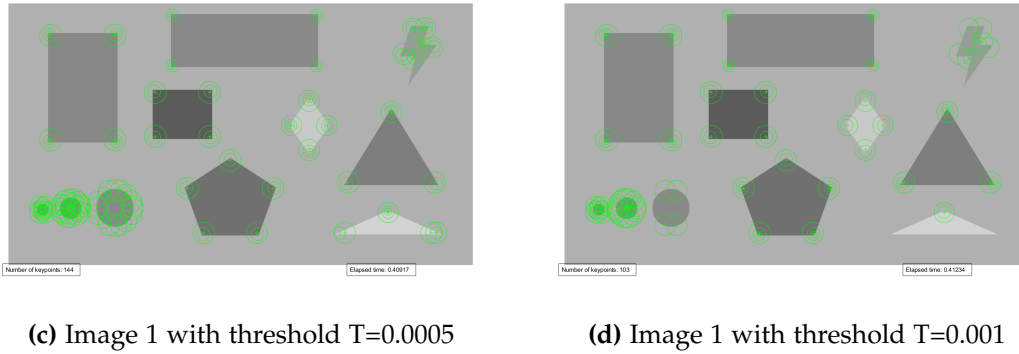 Number of keypoints: 144
Elapsed time: 0.40917
Number of keypoints: 103
Elapsed time: 0.41234
(c) Image 1 with threshold T=0.0005
(d) Image 1 with threshold T=0.001